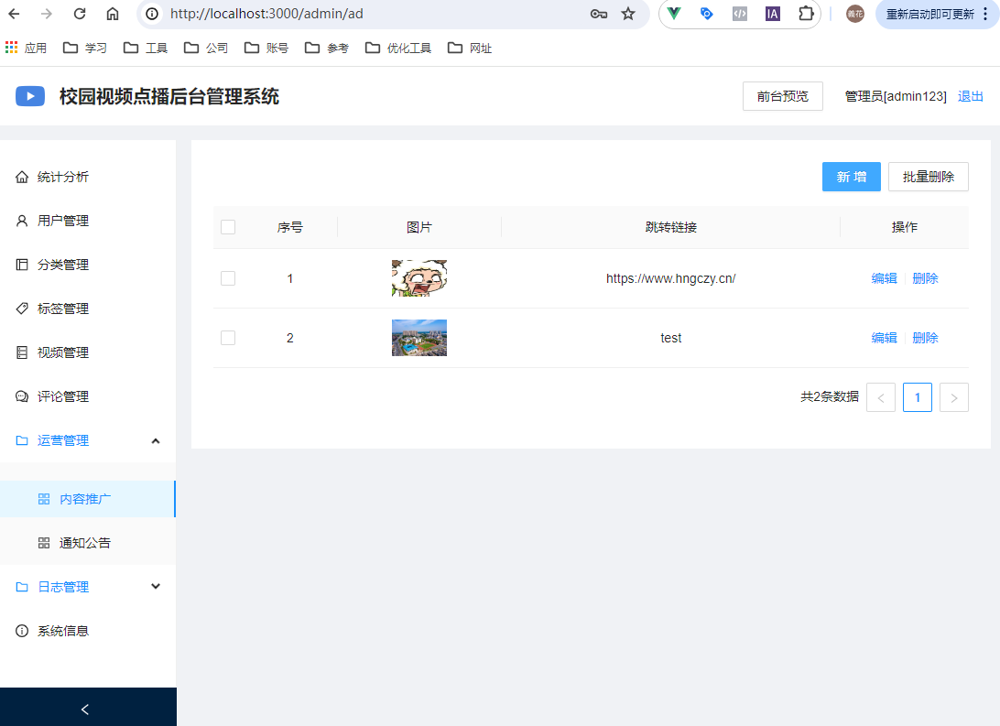 http://localhost:3000/admin/ad
IA
義花
重新启动即可更新
应用 学习 工具 公司 账号 参考 优化工具 网址
校园视频点播后台管理系统
前台预览 管理员[admin123] 退出
统计分析
用户管理
分类管理
标签管理
视频管理
评论管理
运营管理
内容推广
通知公告
日志管理
系统信息
新 增 批量删除
序号 图片 跳转链接 操作
1 https://www.hngczy.cn/ 编辑 删除
2 test 编辑 删除
共2条数据 < 1 >